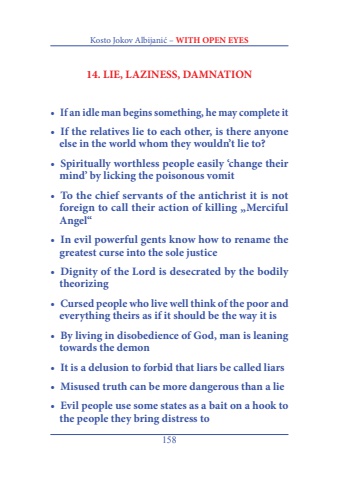 Kosto Jokov Albijanić – WITH OPEN EYES
14. LIE, LAZINESS, DAMNATION
• If an idle man begins something, he may complete it
• If the relatives lie to each other, is there anyone
else in the world whom they wouldn't lie to?
• Spiritually worthless people easily ‘change their
mind’ by licking the poisonous vomit
• To the chief servants of the antichrist it is not
foreign to call their action of killing „Merciful
Angel“
• In evil powerful gents know how to rename the
greatest curse into the sole justice
• Dignity of the Lord is desecrated by the bodily
theorizing
• Cursed people who live well think of the poor and
everything theirs as if it should be the way it is
• By living in disobedience of God, man is leaning
towards the demon
• It is a delusion to forbid that liars be called liars
• Misused truth can be more dangerous than a lie
• Evil people use some states as a bait on a hook to
the people they bring distress to
158